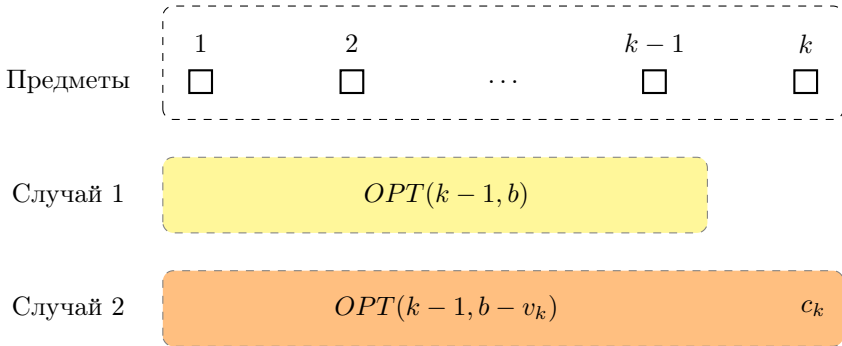 1 2 k − 1 k
Предметы □ □ ⋯ □ □
Случай 1 OPT(k − 1, b)
Случай 2 OPT(k − 1, b − v_k) c_k